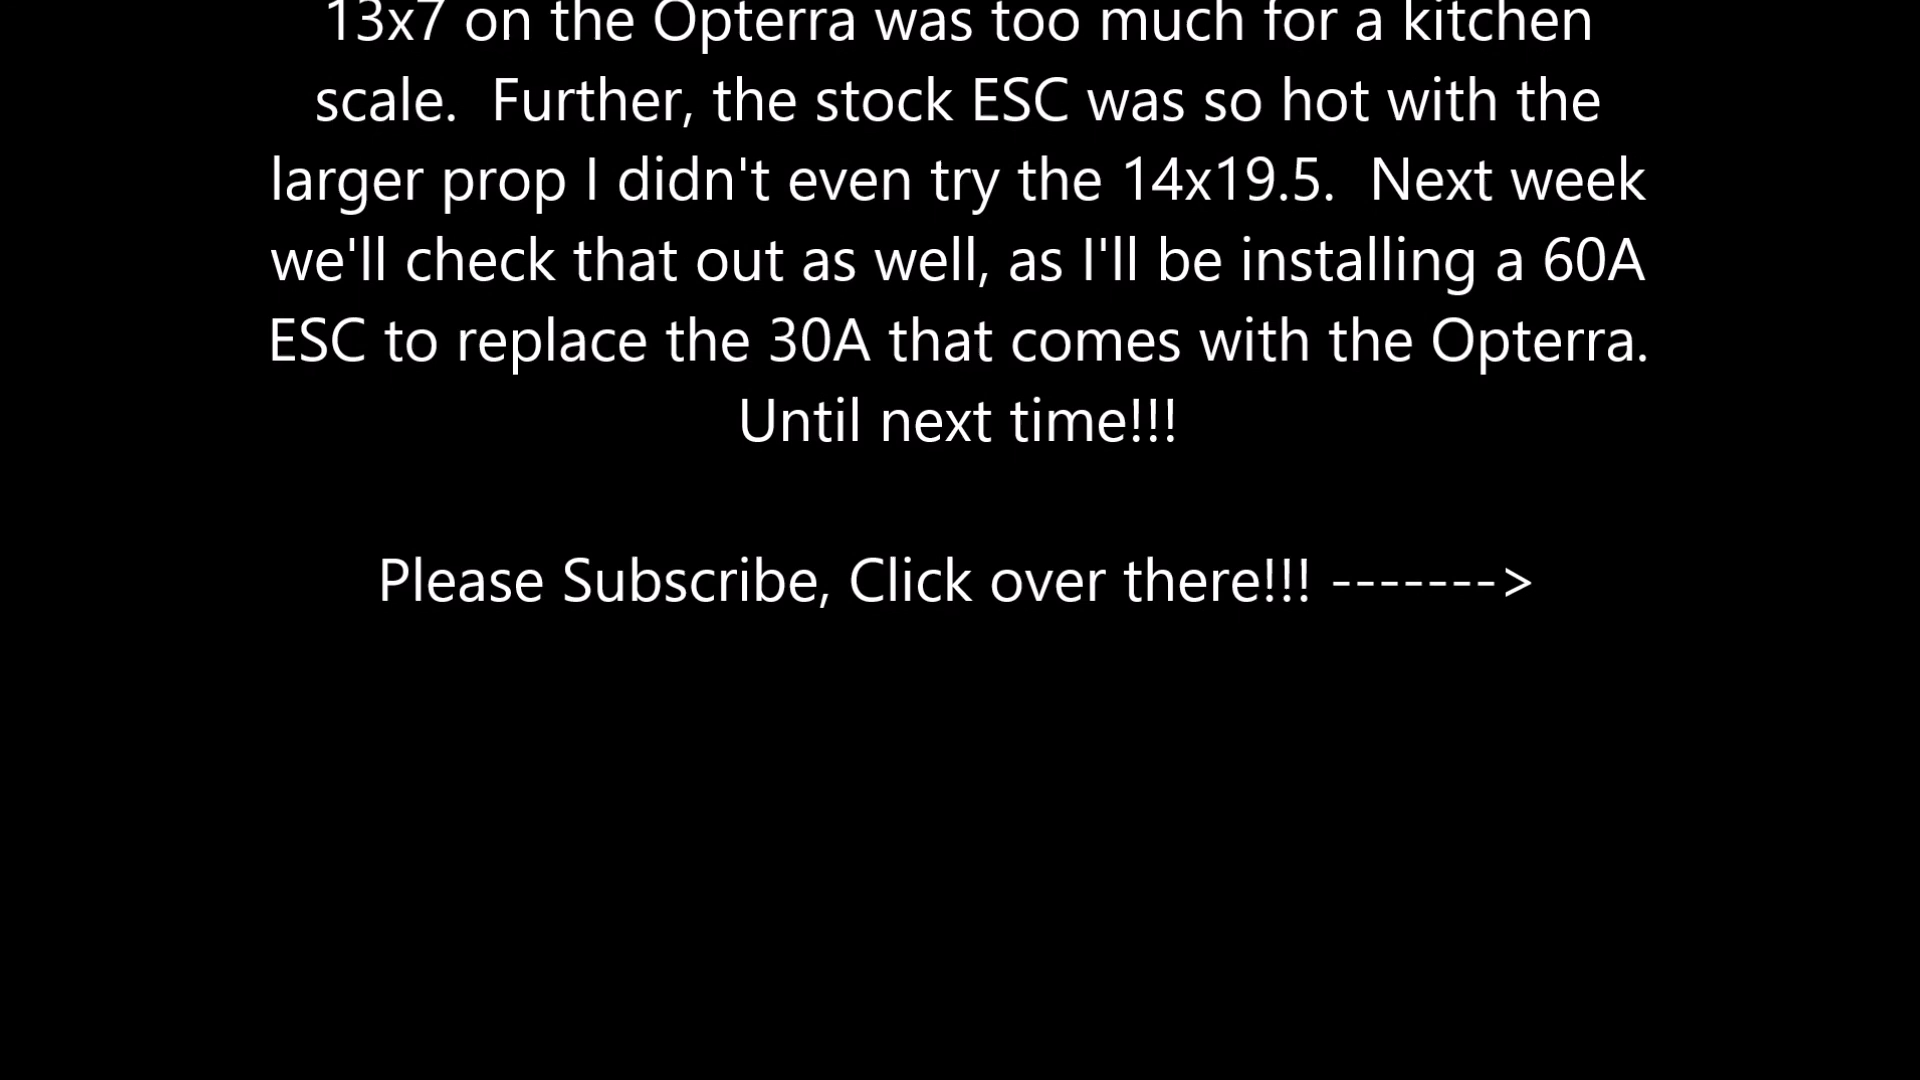 13x7 on the Opterra was too much for a kitchen
scale.  Further, the stock ESC was so hot with the
larger prop I didn't even try the 14x19.5.  Next week
we'll check that out as well, as I'll be installing a 60A
ESC to replace the 30A that comes with the Opterra.
Until next time!!!
Please Subscribe, Click over there!!! ------->